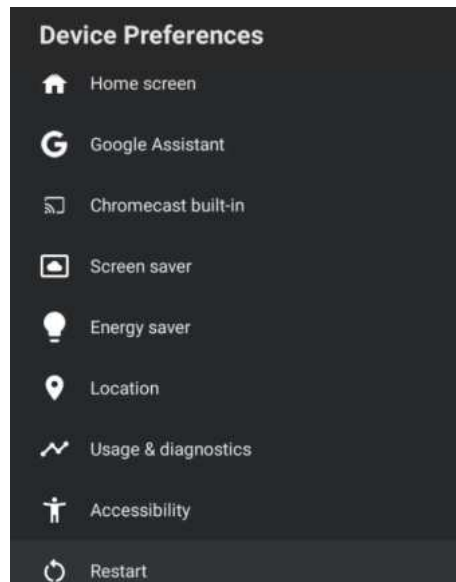 Device Preferences
Home screen
Google Assistant
Chromecast built-in
Screen saver
Energy saver
Location
Usage & diagnostics
Accessibility
Restart